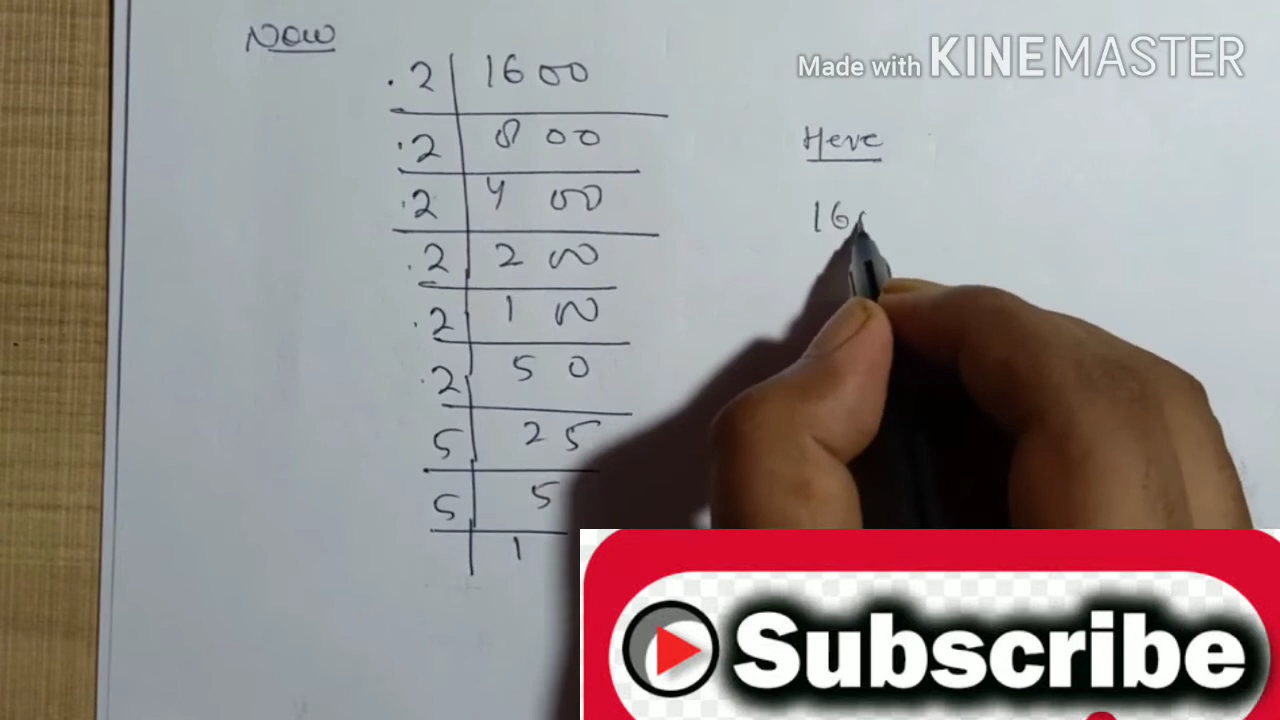 Now
Made with KINEMASTER
.2 | 1600
.2 | 800
.2 | 400
.2 | 200
.2 | 100
.2 | 50
5 | 25
5 | 5
1
Here
160
Subscribe